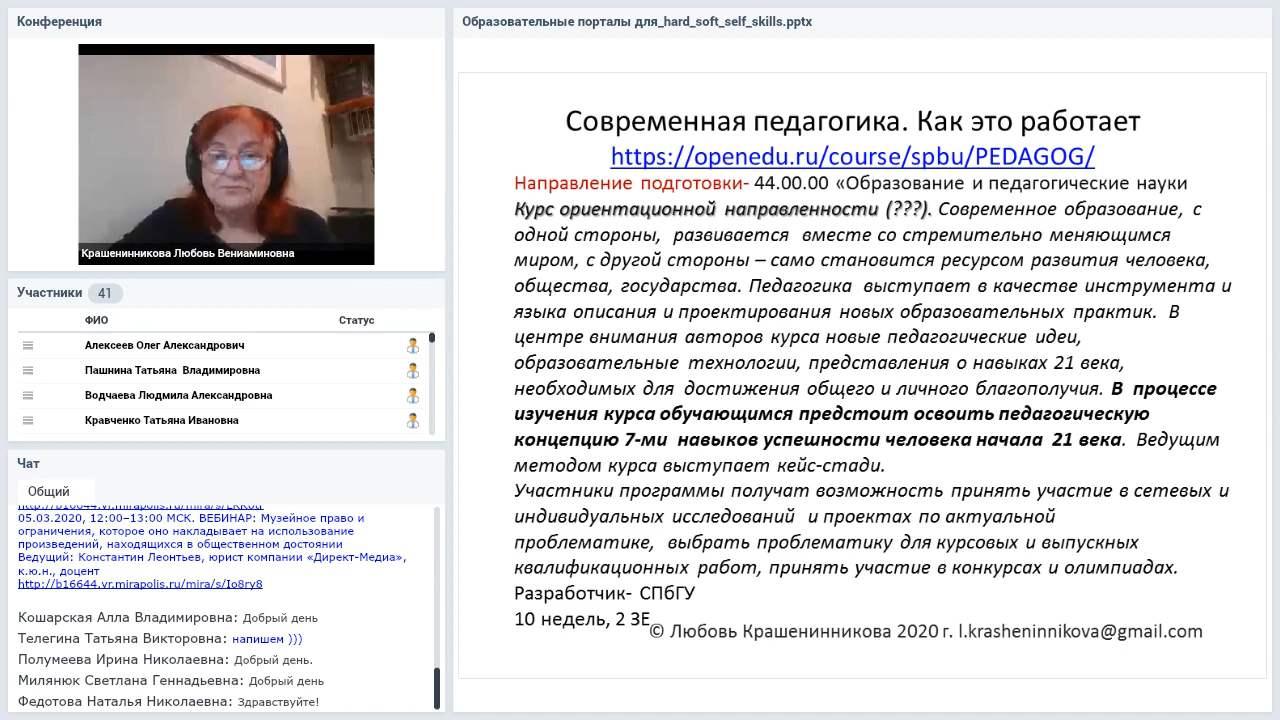 Конференция
Крашенинникова Любовь Вениаминовна
Участники 41
ФИО Статус
Алексеев Олег Александрович
Пашнина Татьяна Владимировна
Водчаева Людмила Александровна
Кравченко Татьяна Ивановна
Чат
Общий
05.03.2020, 12:00–13:00 МСК. ВЕБИНАР: Музейное право и
ограничения, которое оно накладывает на использование
произведений, находящихся в общественном достоянии
Ведущий: Константин Леонтьев, юрист компании «Директ-Медиа»,
к.ю.н., доцент
http://b16644.vr.mirapolis.ru/mira/s/Io8ry8
Кошарская Алла Владимировна: Добрый день
Телегина Татьяна Викторовна: напишем )))
Полумеева Ирина Николаевна: Добрый день.
Милянюк Светлана Геннадьевна: Добрый день
Федотова Наталья Николаевна: Здравствуйте!
Образовательные порталы для_hard_soft_self_skills.pptx
Современная педагогика. Как это работает
https://openedu.ru/course/spbu/PEDAGOG/
Направление подготовки- 44.00.00 «Образование и педагогические науки
Курс ориентационной направленности (???). Современное образование, с
одной стороны, развивается вместе со стремительно меняющимся
миром, с другой стороны – само становится ресурсом развития человека,
общества, государства. Педагогика выступает в качестве инструмента и
языка описания и проектирования новых образовательных практик. В
центре внимания авторов курса новые педагогические идеи,
образовательные технологии, представления о навыках 21 века,
необходимых для достижения общего и личного благополучия. В процессе
изучения курса обучающимся предстоит освоить педагогическую
концепцию 7-ми навыков успешности человека начала 21 века. Ведущим
методом курса выступает кейс-стади.
Участники программы получат возможность принять участие в сетевых и
индивидуальных исследований и проектах по актуальной
проблематике, выбрать проблематику для курсовых и выпускных
квалификационных работ, принять участие в конкурсах и олимпиадах.
Разработчик- СПбГУ
10 недель, 2 ЗЕ
© Любовь Крашенинникова 2020 г. l.krasheninnikova@gmail.com